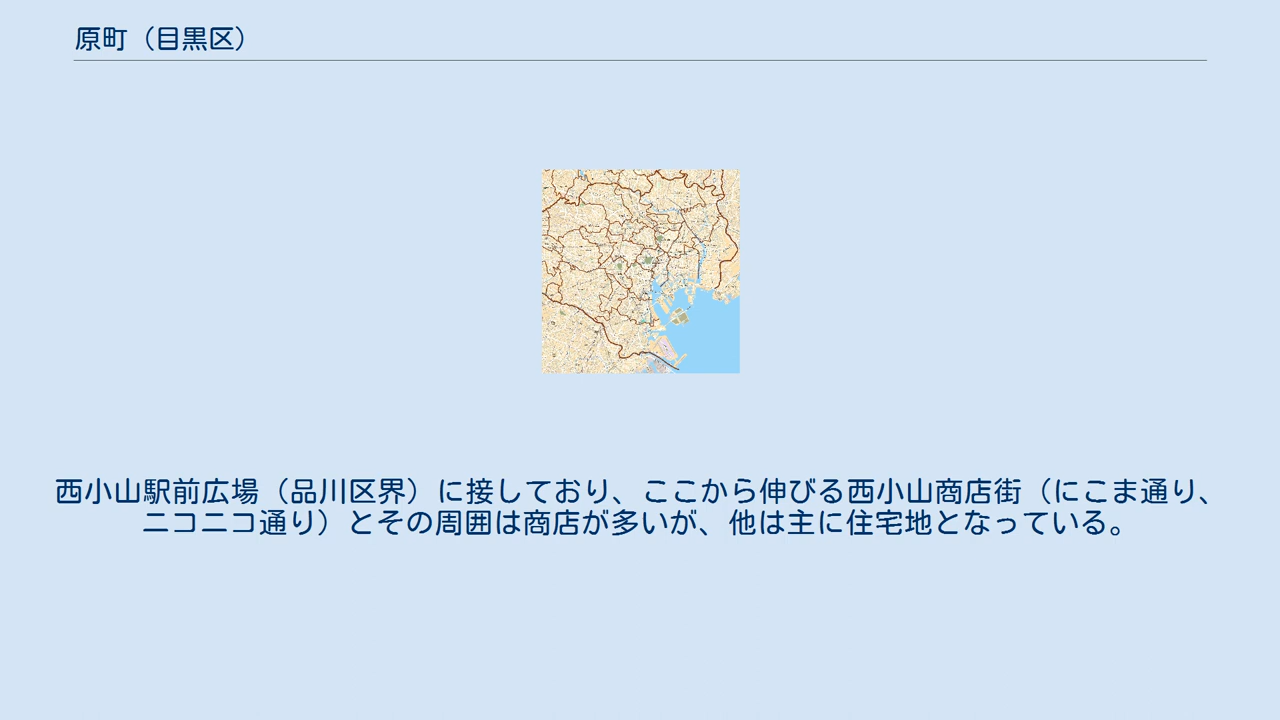 原町（目黒区）
西小山駅前広場（品川区界）に接しており、ここから伸びる西小山商店街（にこま通り、
ニコニコ通り）とその周囲は商店が多いが、他は主に住宅地となっている。